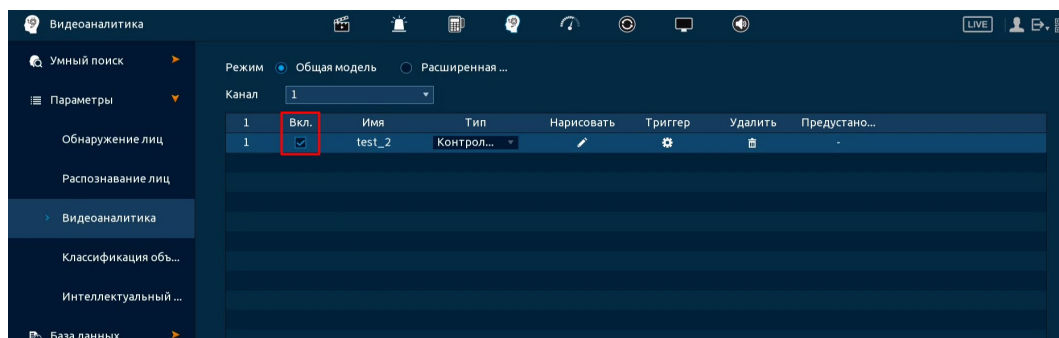 Видеоаналитика
LIVE
Умный поиск
Параметры
Обнаружение лиц
Распознавание лиц
Видеоаналитика
Классификация объ...
Интеллектуальный ...
База данных
Режим Общая модель Расширенная ...
Канал 1
1 Вкл. Имя Тип Нарисовать Триггер Удалить Предустано...
1 test_2 Контрол... -